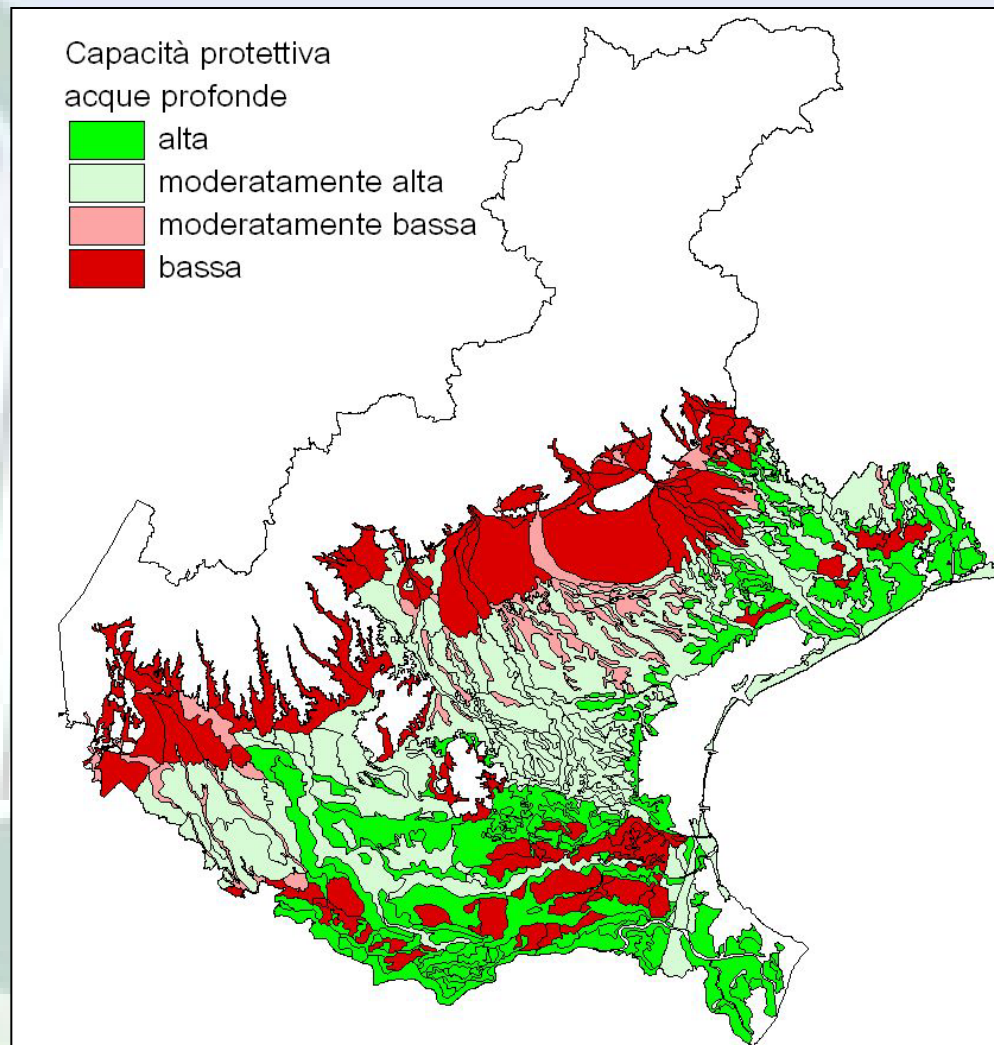 Capacità protettiva
acque profonde
alta
moderatamente alta
moderatamente bassa
bassa